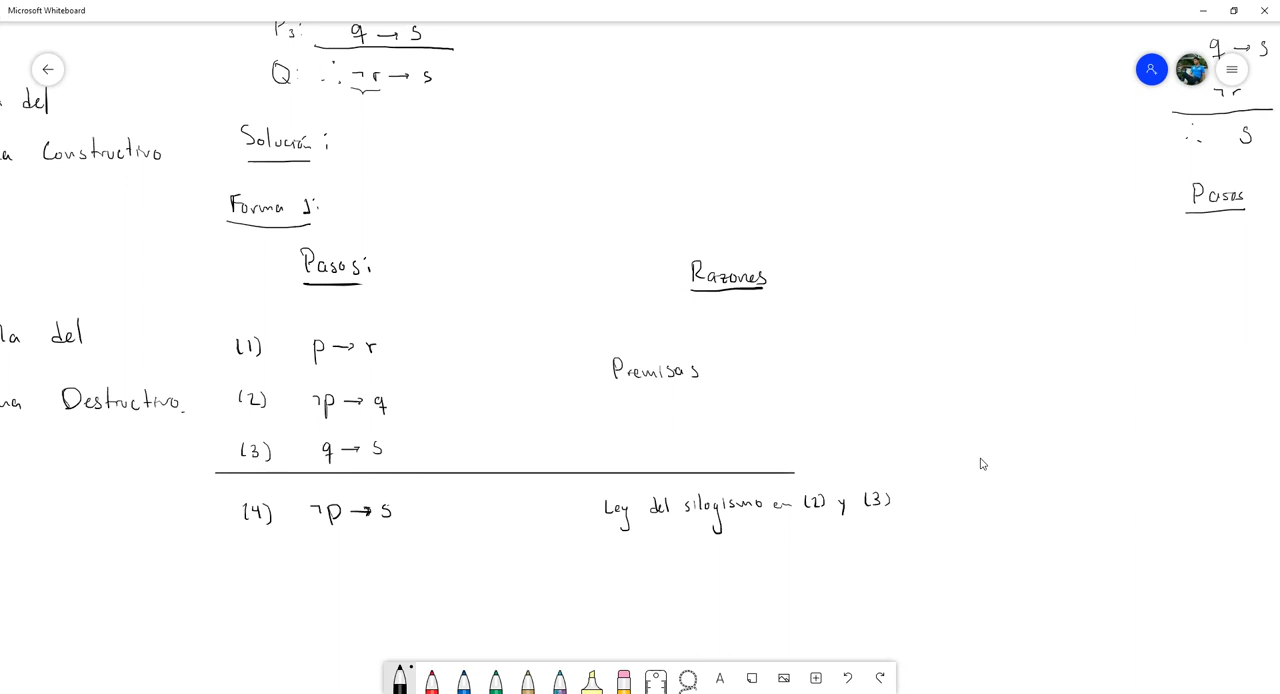 Microsoft Whiteboard
P3: q → s
Q: ∴ ¬r → s
q → s
¬r
∴ s
Pasos
del
a Constructivo
Solución:
Forma 1:
Pasos:
Razones
la del
ma Destructivo.
(1) p → r
Premisas
(2) ¬p → q
(3) q → s
(4) ¬p → s
Ley del silogismo en (2) y (3)
A